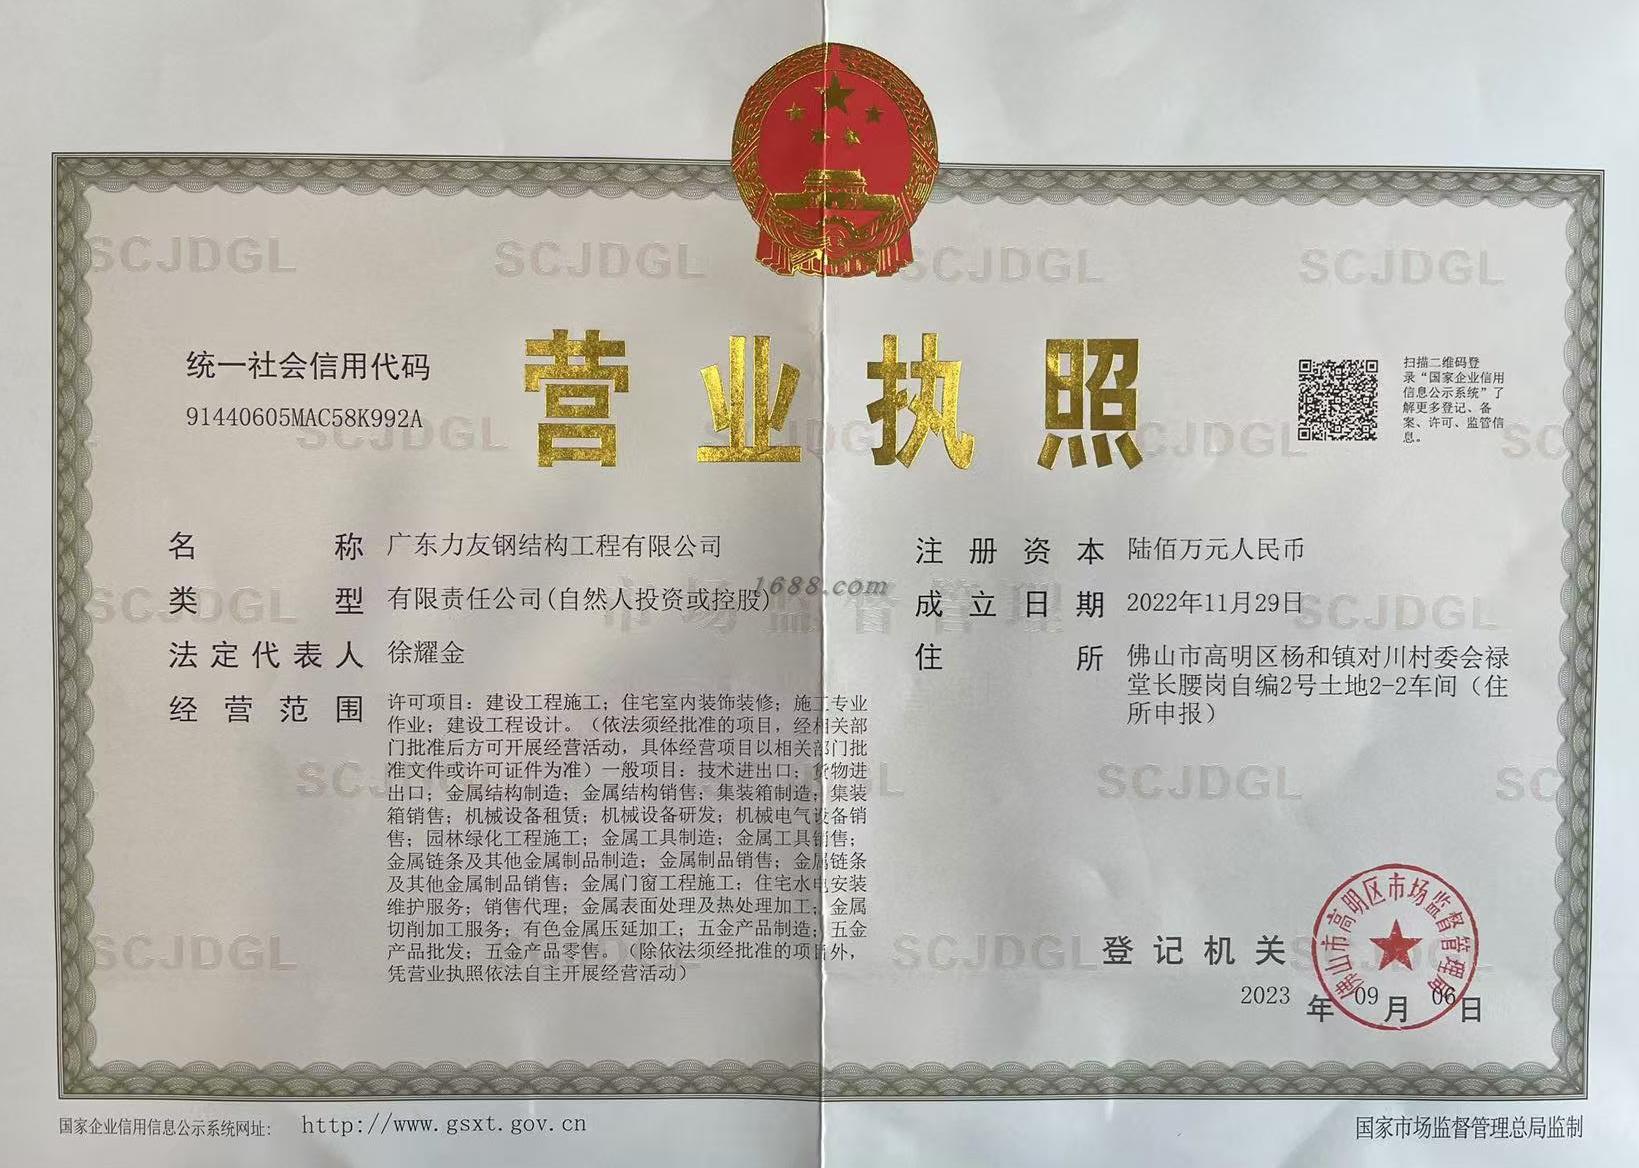 SCJDGL SCJDGL SCJDGL SCJDGL
营业执照
统一社会信用代码
91440605MAC58K992A
扫描二维码登
录“国家企业信用
信息公示系统”了
解更多登记、备
案、许可、监管信
息。
名称 广东力友钢结构工程有限公司
类型 有限责任公司(自然人投资或控股)
法定代表人 徐耀金
经营范围 许可项目：建设工程施工；住宅室内装饰装修；施工专业
作业；建设工程设计。（依法须经批准的项目，经相关部
门批准后方可开展经营活动，具体经营项目以相关部门批
准文件或许可证件为准）一般项目：技术进出口；货物进
出口；金属结构制造；金属结构销售；集装箱制造；集装
箱销售；机械设备租赁；机械设备研发；机械电气设备销
售；园林绿化工程施工；金属工具制造；金属工具销售；
金属链条及其他金属制品制造；金属制品销售；金属链条
及其他金属制品销售；金属门窗工程施工；住宅水电安装
维护服务；销售代理；金属表面处理及热处理加工；金属
切削加工服务；有色金属压延加工；五金产品制造；五金
产品批发；五金产品零售。（除依法须经批准的项目外，
凭营业执照依法自主开展经营活动）
1688.com
市场监督管理
注册资本 陆佰万元人民币
成立日期 2022年11月29日
住所 佛山市高明区杨和镇对川村委会禄
堂长腰岗自编2号土地2-2车间（住
所申报）
登记机关
佛山市高明区市场监督管理局
2023年09月06日
国家企业信用信息公示系统网址： http://www.gsxt.gov.cn
国家市场监督管理总局监制